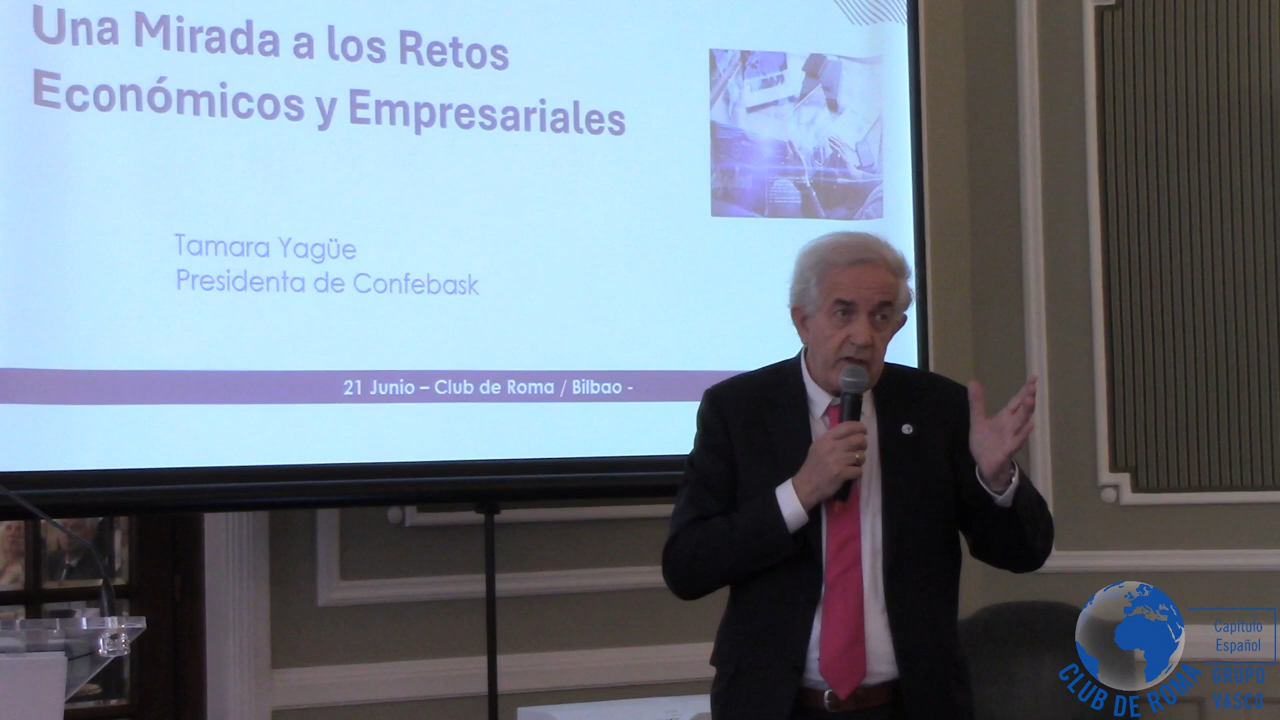 Una Mirada a los Retos
Económicos y Empresariales
Tamara Yagüe
Presidenta de Confebask
21 Junio – Club de Roma / Bilbao -
Capítulo
Español
CLUB DE ROMA
GRUPO
VASCO